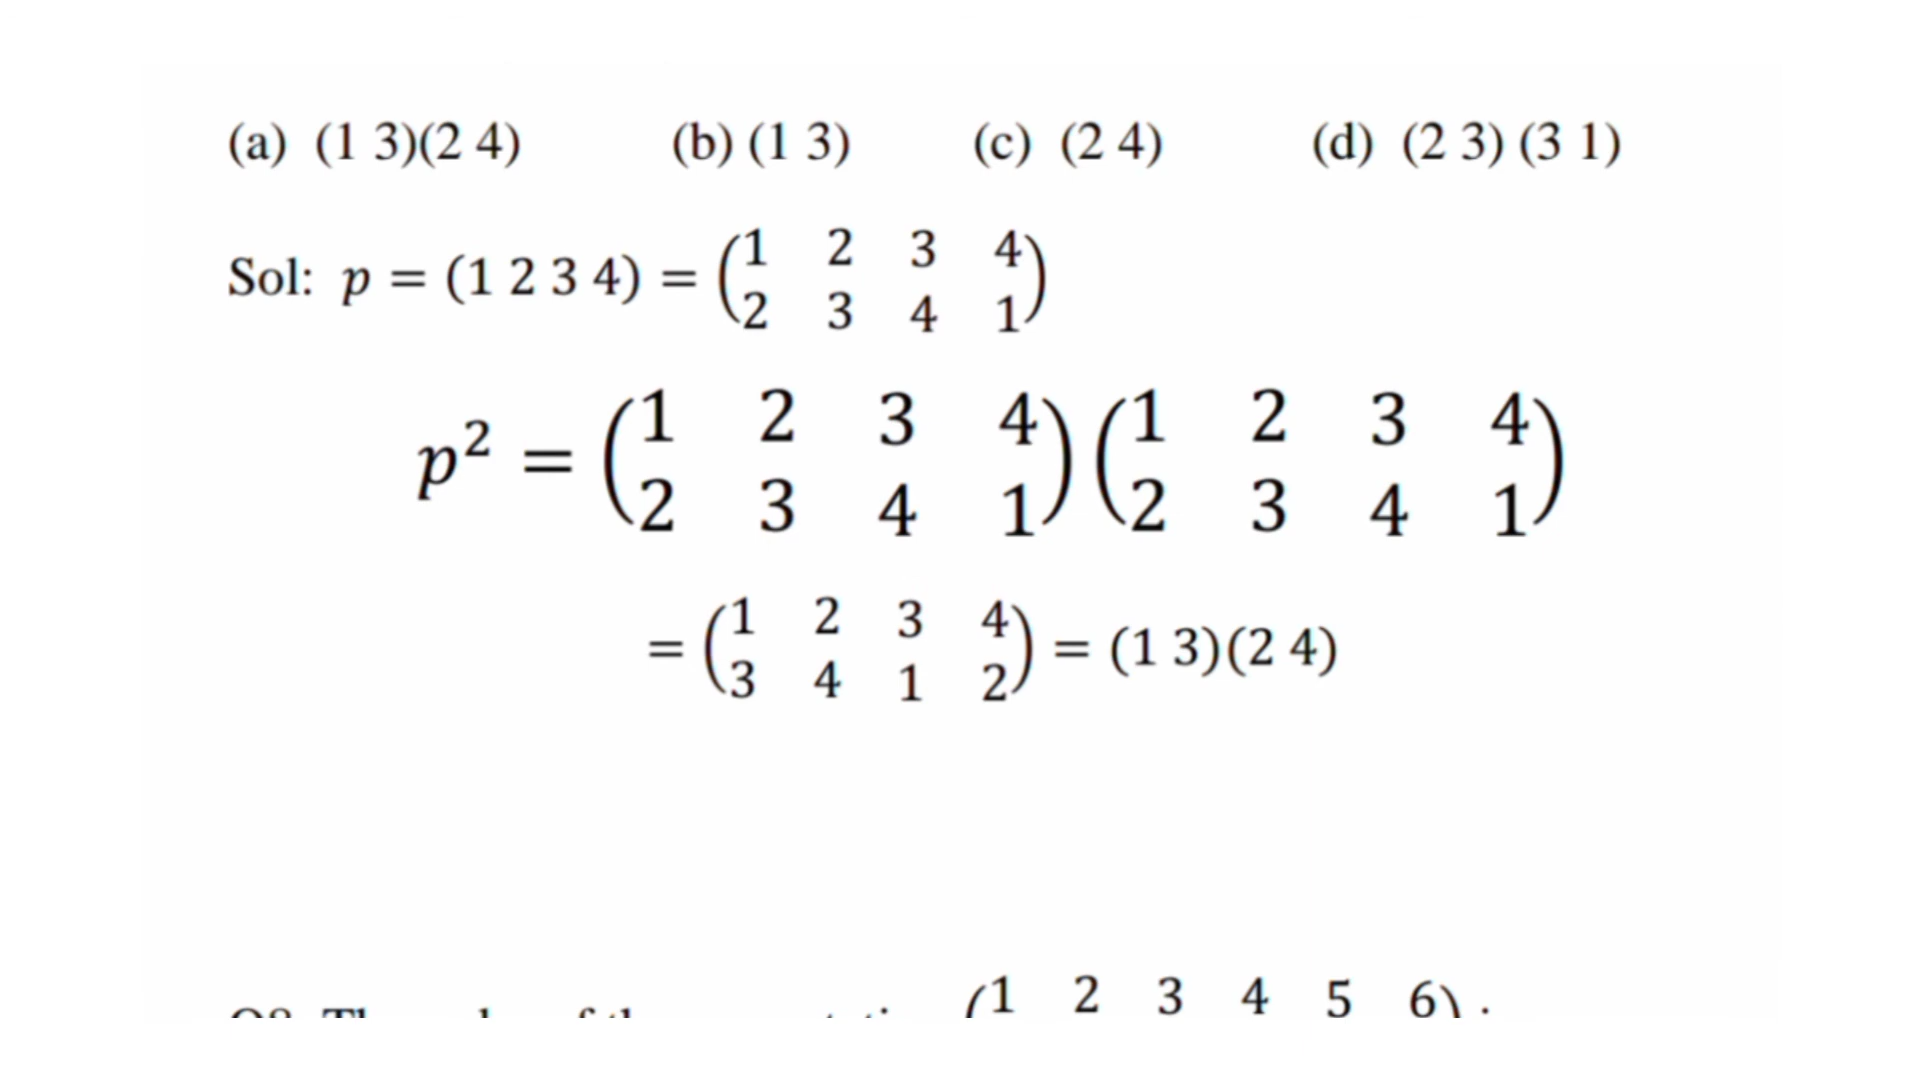 (a) (1 3)(2 4) (b) (1 3) (c) (2 4) (d) (2 3) (3 1)
Sol: p = (1 2 3 4) = (1 2 3 4
2 3 4 1)
p² = (1 2 3 4
2 3 4 1) (1 2 3 4
2 3 4 1)
= (1 2 3 4
3 4 1 2) = (1 3)(2 4)
(1 2 3 4 5 6)